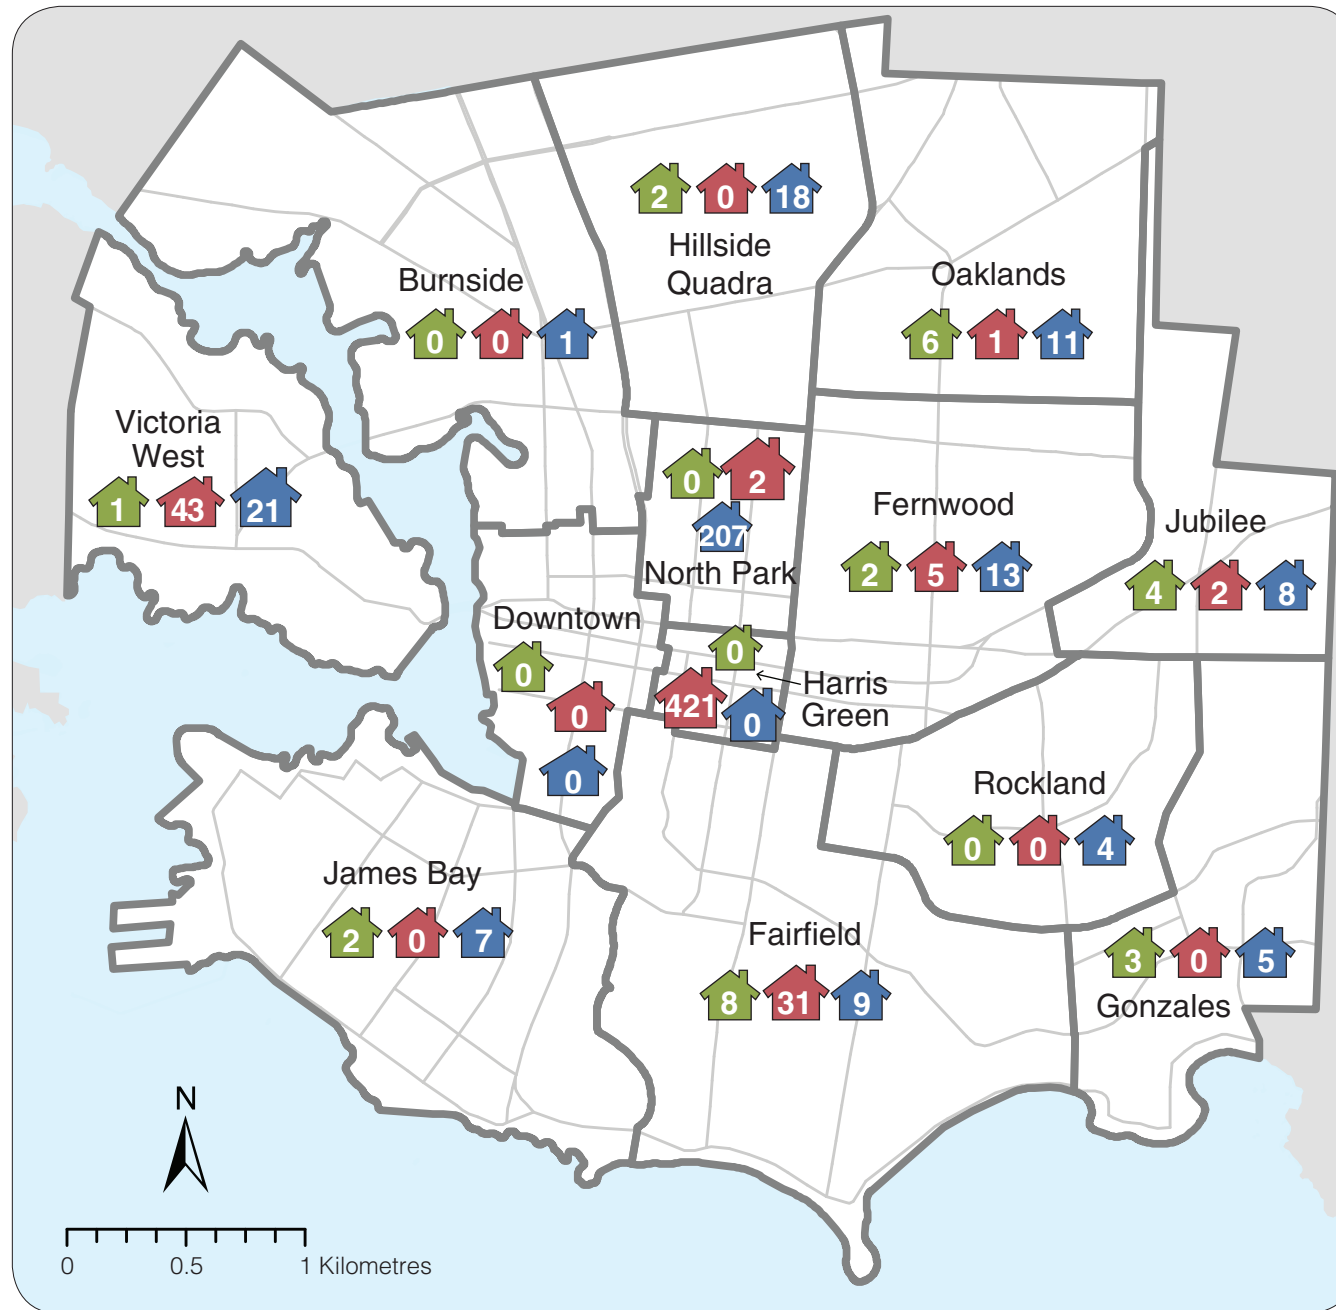 2 0 18
Hillside
Quadra
Burnside
0 0 1
Oaklands
6 1 11
Victoria
West
1 43 21
0 2
207
North Park
Fernwood
2 5 13
Jubilee
4 2 8
Downtown
0
0
0
0
421
0
Harris
Green
Rockland
0 0 4
James Bay
2 0 7
Fairfield
8 31 9
3 0 5
Gonzales
N
0 0.5 1 Kilometres